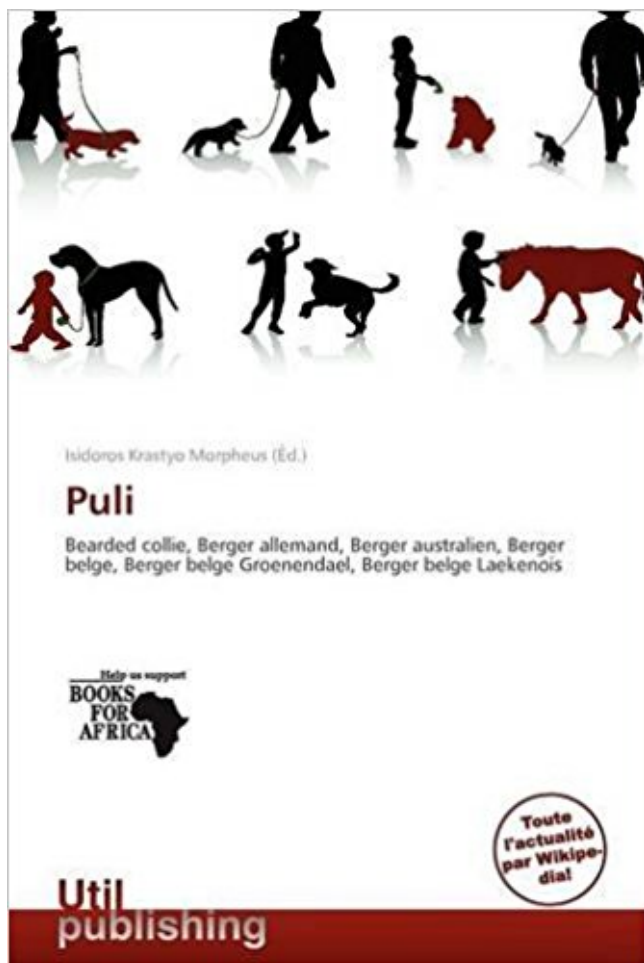 Isidoros Krastyo Morpheus (Éd.)
Puli
Bearded collie, Berger allemand, Berger australien, Berger
belge, Berger belge Groenendael, Berger belge Laekenois
Help us support
BOOKS
FOR
AFRICA
Toute
l'actualité
par Wikipe-
dia!
Util
publishing